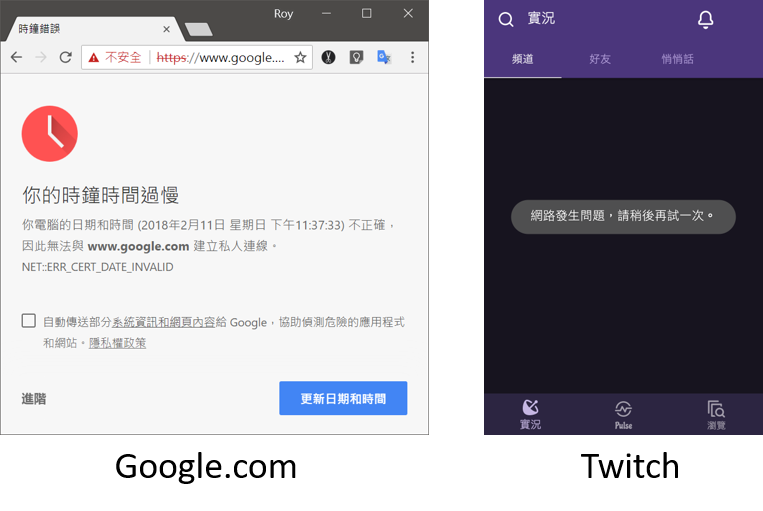 Roy
時鐘錯誤
不安全 https://www.google....
你的時鐘時間過慢
你電腦的日期和時間 (2018年2月11日 星期日 下午11:37:33) 不正確，
因此無法與 www.google.com 建立私人連線。
NET::ERR_CERT_DATE_INVALID
自動傳送部分系統資訊和網頁內容給 Google，協助偵測危險的應用程式
和網站。隱私權政策
進階
更新日期和時間
Google.com
實況
頻道 好友 悄悄話
網路發生問題，請稍後再試一次。
實況 Pulse 瀏覽
Twitch